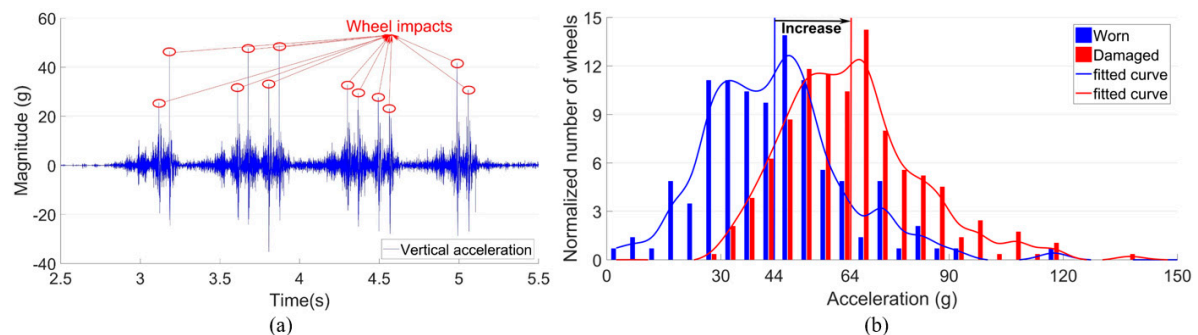 Wheel impacts
60
40
20
0
-20
-40
Magnitude (g)
Vertical acceleration
2.5 3 3.5 4 4.5 5 5.5
Time(s)
(a)
Increase
Worn
Damaged
fitted curve
fitted curve
15
12
9
6
3
0
Normalized number of wheels
0 30 44 64 90 120 150
Acceleration (g)
(b)